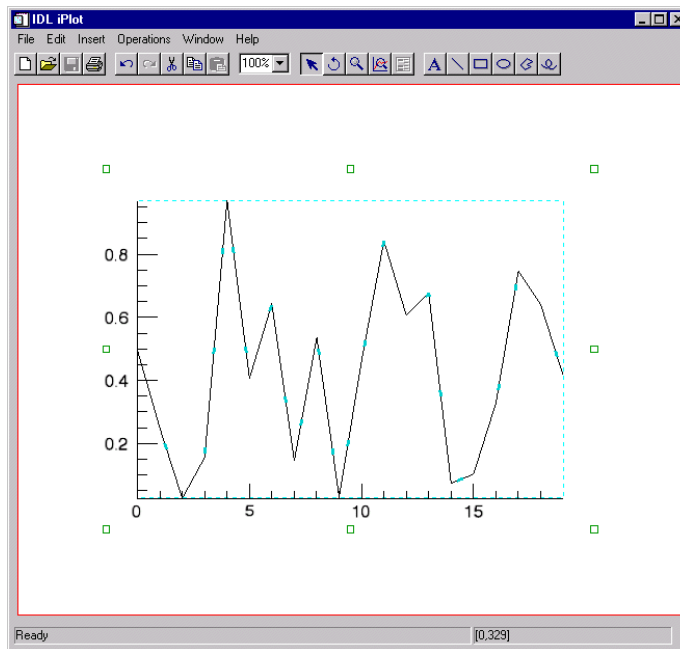 IDL iPlot
File Edit Insert Operations Window Help
100% A
0.8
0.6
0.4
0.2
0 5 10 15
Ready [0,329]